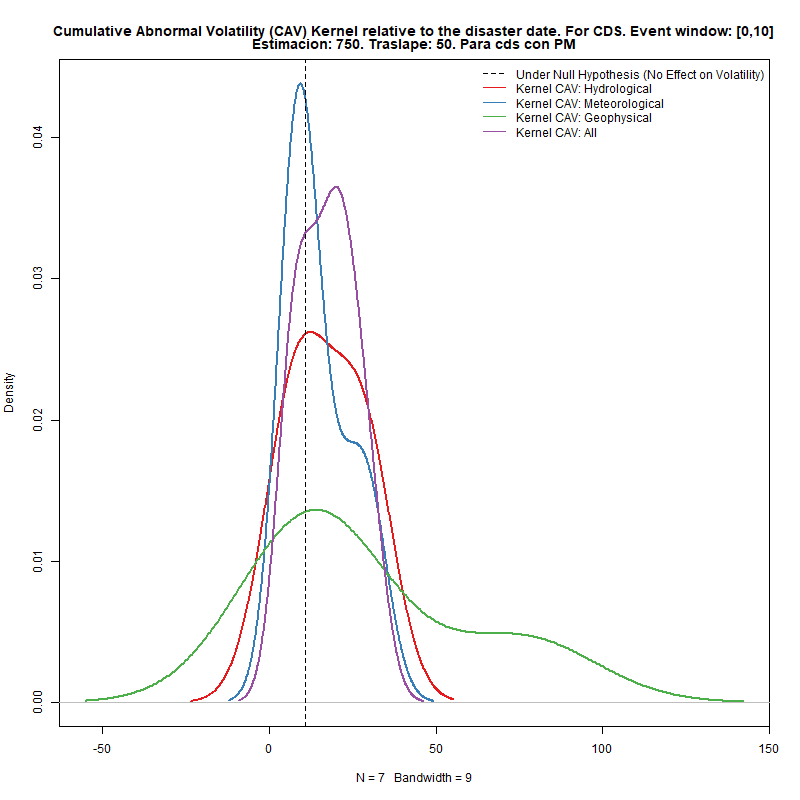 Cumulative Abnormal Volatility (CAV) Kernel relative to the disaster date. For CDS. Event window: [0,10]
Estimacion: 750. Traslape: 50. Para cds con PM
Under Null Hypothesis (No Effect on Volatility)
Kernel CAV: Hydrological
Kernel CAV: Meteorological
Kernel CAV: Geophysical
Kernel CAV: All
Density
0.04
0.03
0.02
0.01
0.00
-50 0 50 100 150
N = 7 Bandwidth = 9